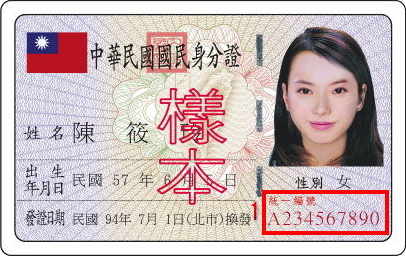 中華民國國民身分證
樣本
姓名 陳筱
性別 女
出生年月日 民國 57 年 6 月 日
發證日期 民國 94年 7月 1日(北市)換發
1
統一編號
A234567890